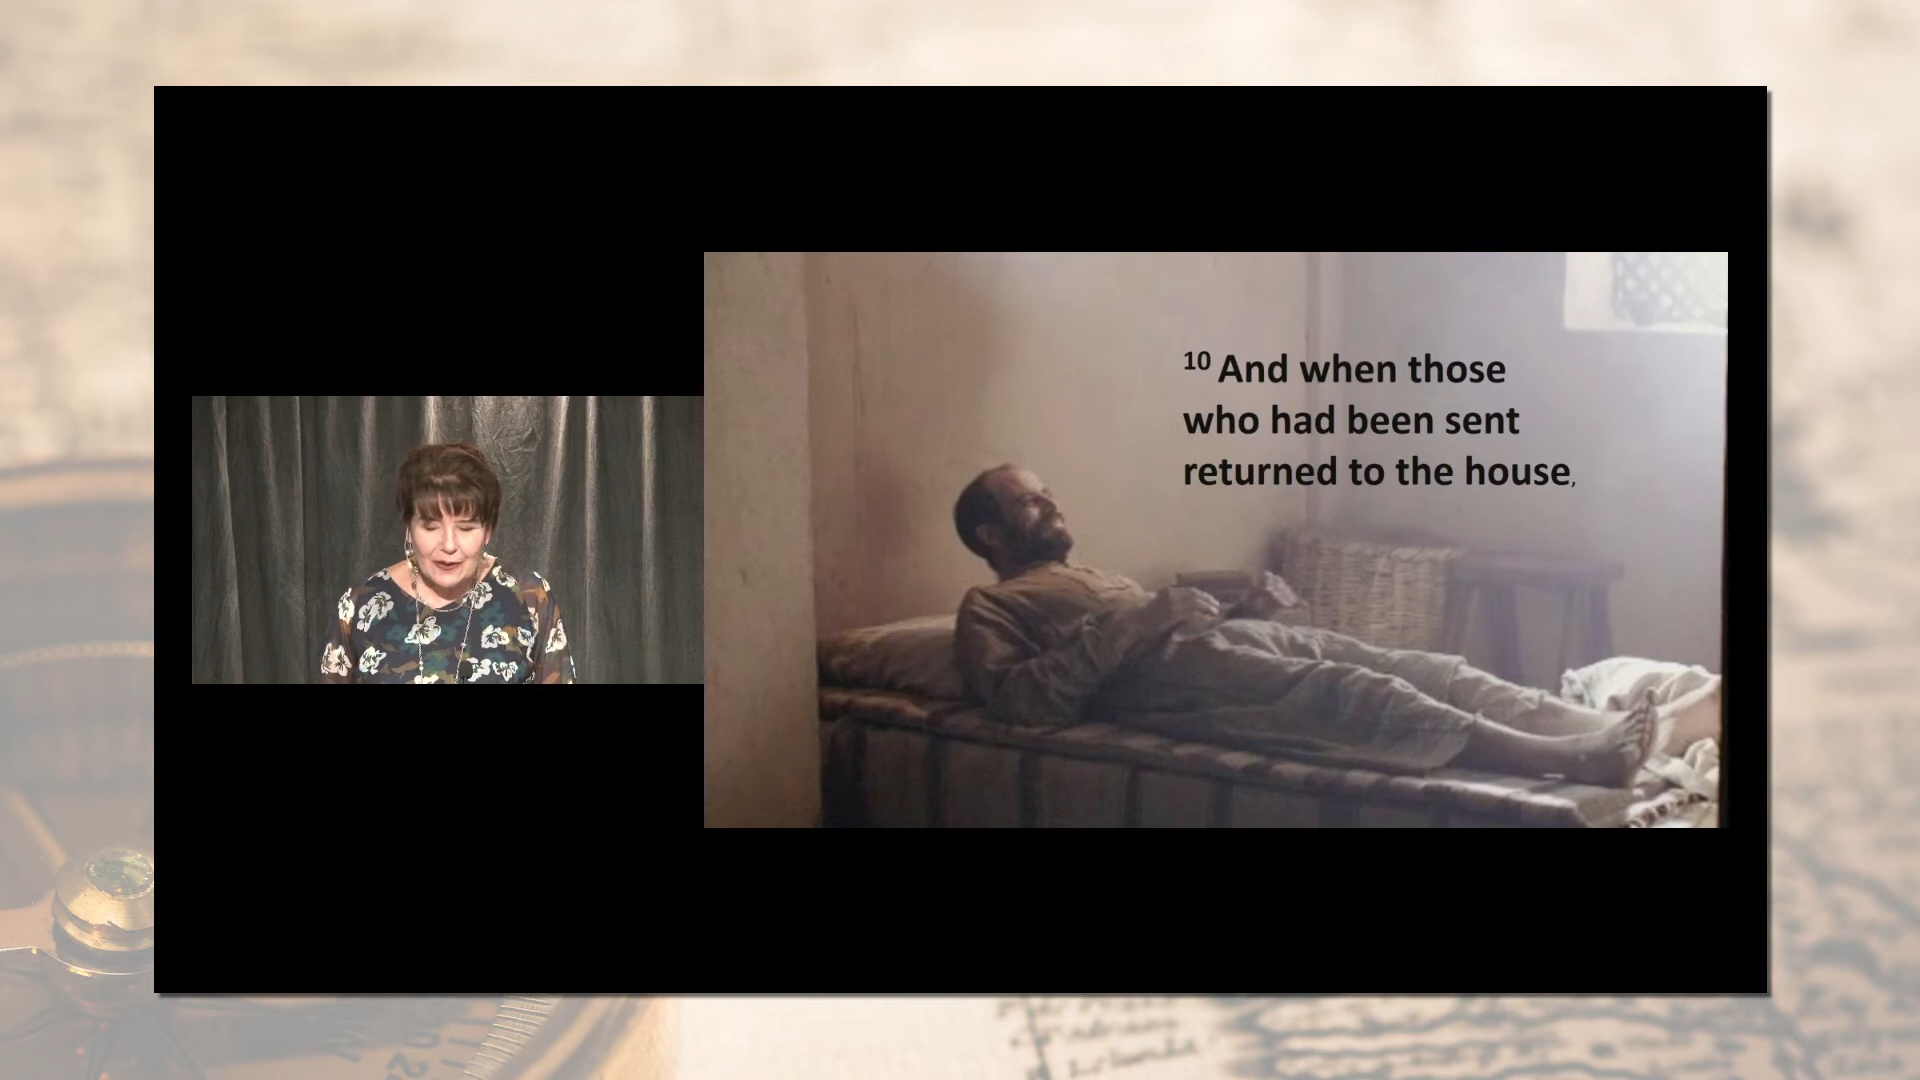 10 And when those
who had been sent
returned to the house,